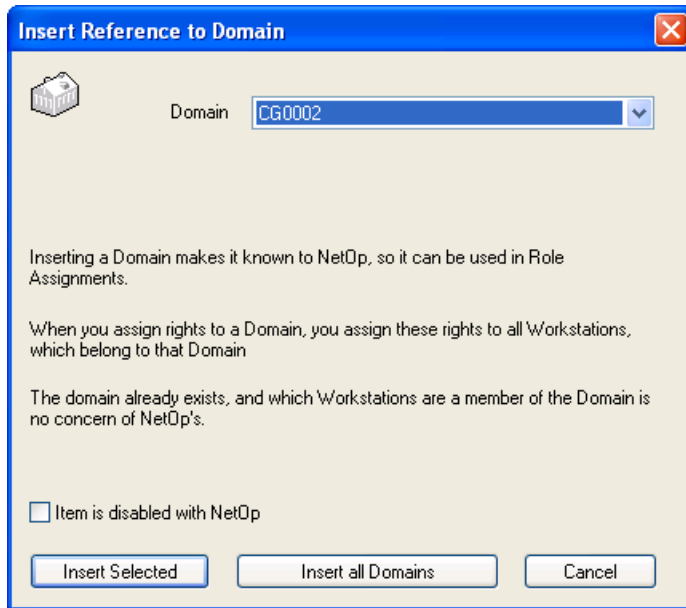 Insert Reference to Domain
Domain
CG0002
Inserting a Domain makes it known to NetOp, so it can be used in Role
Assignments.
When you assign rights to a Domain, you assign these rights to all Workstations,
which belong to that Domain
The domain already exists, and which Workstations are a member of the Domain is
no concern of NetOp's.
Item is disabled with NetOp
Insert Selected
Insert all Domains
Cancel